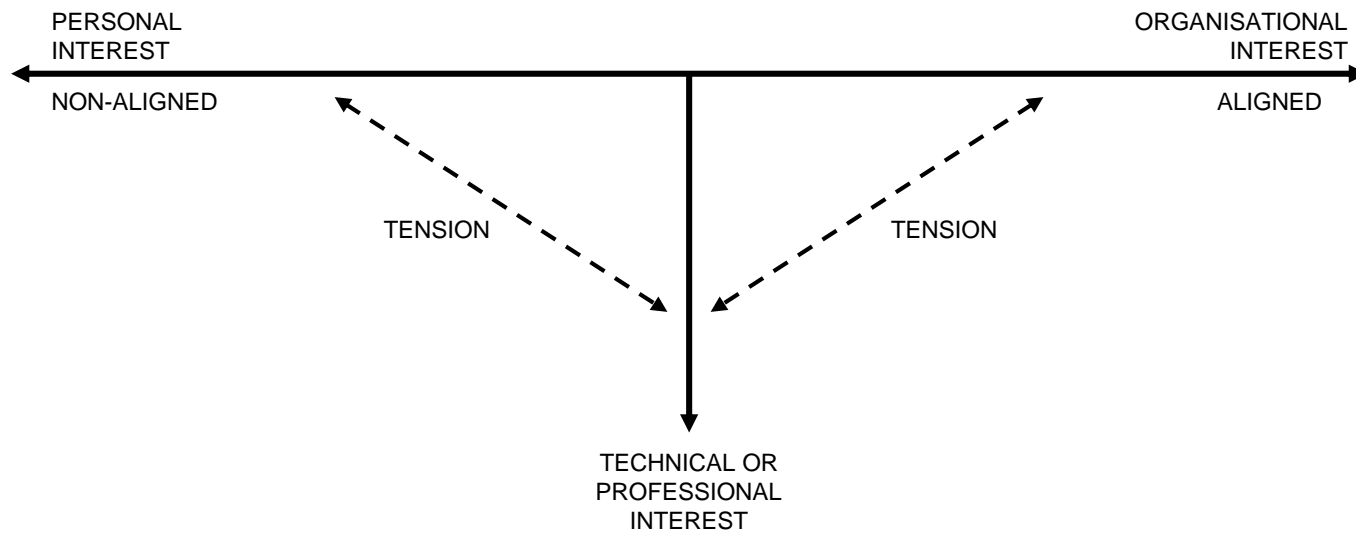 PERSONAL
INTEREST
ORGANISATIONAL
INTEREST
NON-ALIGNED
ALIGNED
TENSION
TENSION
TECHNICAL OR
PROFESSIONAL
INTEREST